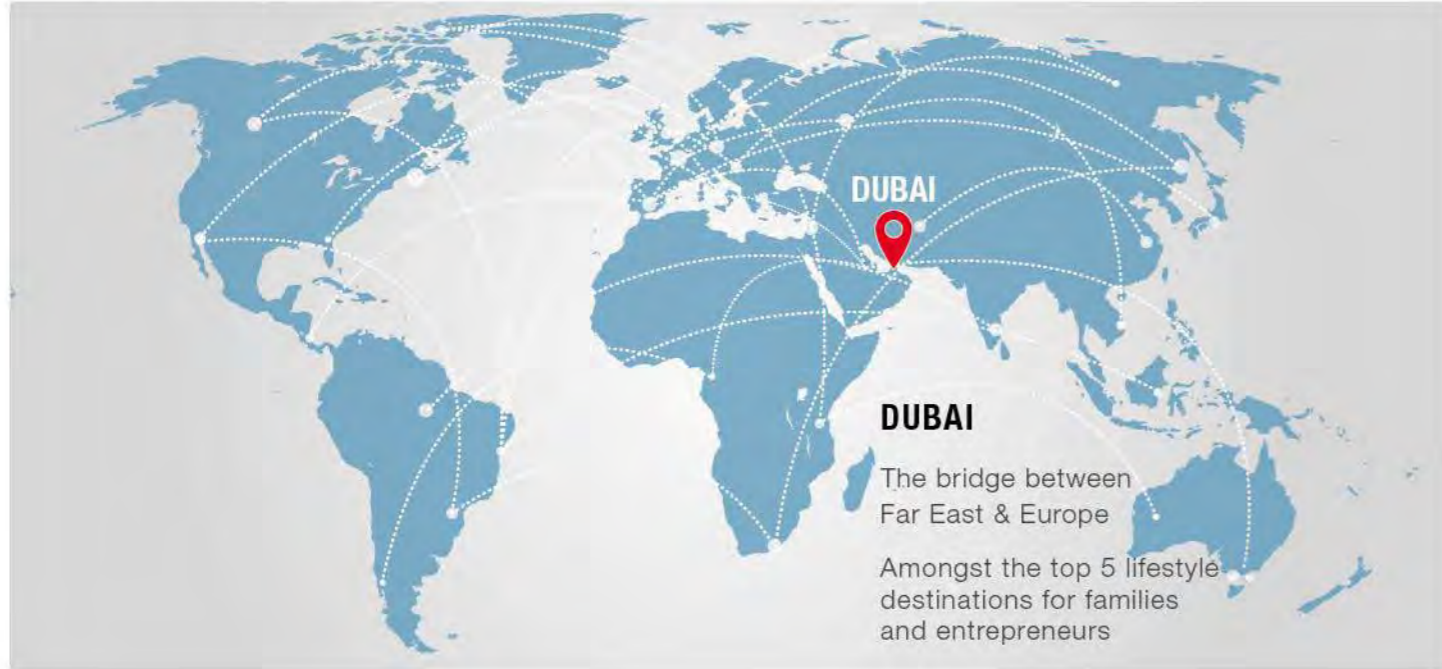 DUBAI
DUBAI
The bridge between
Far East & Europe
Amongst the top 5 lifestyle
destinations for families
and entrepreneurs